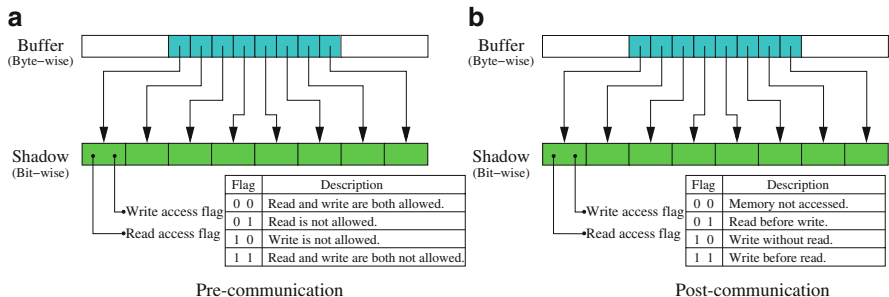 a
Buffer
(Byte−wise)
Shadow
(Bit−wise)
Write access flag
Read access flag
Flag Description
0 0 Read and write are both allowed.
0 1 Read is not allowed.
1 0 Write is not allowed.
1 1 Read and write are both not allowed.
Pre-communication
b
Buffer
(Byte−wise)
Shadow
(Bit−wise)
Write access flag
Read access flag
Flag Description
0 0 Memory not accessed.
0 1 Read before write.
1 0 Write without read.
1 1 Write before read.
Post-communication